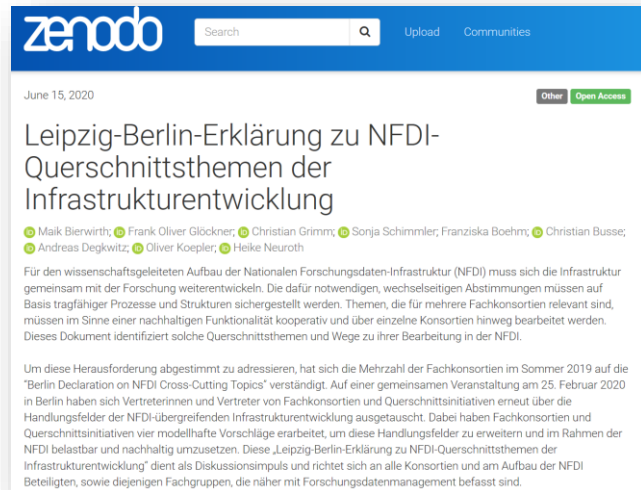 zenodo
Search
Upload Communities
June 15, 2020
Other Open Access
Leipzig-Berlin-Erklärung zu NFDI-
Querschnittsthemen der
Infrastrukturentwicklung
iD Maik Bierwirth; iD Frank Oliver Glöckner; iD Christian Grimm; iD Sonja Schimmler; Franziska Boehm; iD Christian Busse;
iD Andreas Degkwitz; iD Oliver Koepler; iD Heike Neuroth
Für den wissenschaftsgeleiteten Aufbau der Nationalen Forschungsdaten-Infrastruktur (NFDI) muss sich die Infrastruktur
gemeinsam mit der Forschung weiterentwickeln. Die dafür notwendigen, wechselseitigen Abstimmungen müssen auf
Basis tragfähiger Prozesse und Strukturen sichergestellt werden. Themen, die für mehrere Fachkonsortien relevant sind,
müssen im Sinne einer nachhaltigen Funktionalität kooperativ und über einzelne Konsortien hinweg bearbeitet werden.
Dieses Dokument identifiziert solche Querschnittsthemen und Wege zu ihrer Bearbeitung in der NFDI.
Um diese Herausforderung abgestimmt zu adressieren, hat sich die Mehrzahl der Fachkonsortien im Sommer 2019 auf die
"Berlin Declaration on NFDI Cross-Cutting Topics" verständigt. Auf einer gemeinsamen Veranstaltung am 25. Februar 2020
in Berlin haben sich Vertreterinnen und Vertreter von Fachkonsortien und Querschnittsinitiativen erneut über die
Handlungsfelder der NFDI-übergreifenden Infrastrukturentwicklung ausgetauscht. Dabei haben Fachkonsortien und
Querschnittsinitiativen vier modellhafte Vorschläge erarbeitet, um diese Handlungsfelder zu erweitern und im Rahmen der
NFDI belastbar und nachhaltig umzusetzen. Diese „Leipzig-Berlin-Erklärung zu NFDI-Querschnittsthemen der
Infrastrukturentwicklung" dient als Diskussionsimpuls und richtet sich an alle Konsortien und am Aufbau der NFDI
Beteiligten, sowie diejenigen Fachgruppen, die näher mit Forschungsdatenmanagement befasst sind.